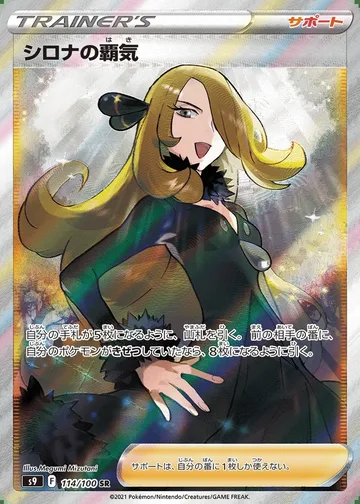 TRAINER'S
サポート
シロナの覇気
はき
自分の手札が5枚になるように、山札を引く。前の相手の番に、
自分のポケモンがきぜつしていたなら、8枚になるように引く。
Illus. Megumi Mizutani
s9 F 114/100 SR
サポートは、自分の番に1枚しか使えない。
©2021 Pokémon/Nintendo/Creatures/GAME FREAK.